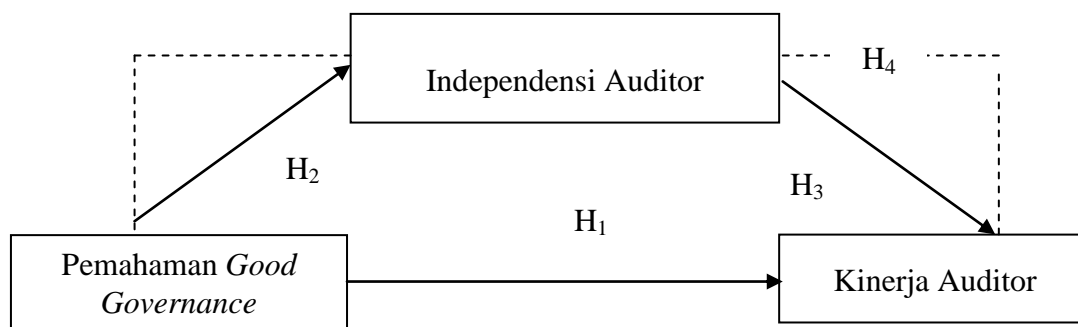 Independensi Auditor
H4
H2
H3
H1
Pemahaman Good
Governance
Kinerja Auditor